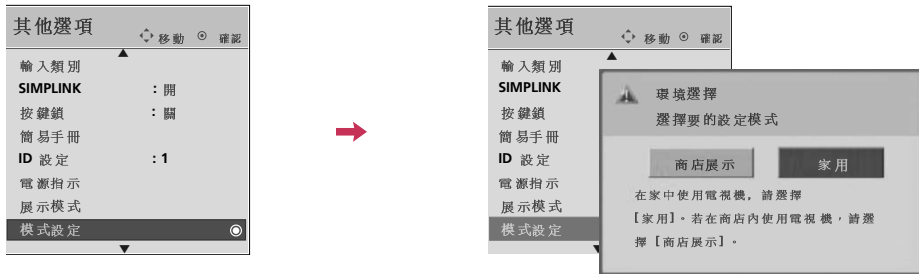 其他選項
移動 ◉ 確認
輸入類別
SIMPLINK : 開
按鍵鎖 : 關
簡易手冊
ID 設定 : 1
電源指示
展示模式
模式設定
其他選項
移動 ◉ 確認
輸入類別
SIMPLINK
按鍵鎖
簡易手冊
ID 設定
電源指示
展示模式
模式設定
環境選擇
選擇要的設定模式
商店展示 家用
在家中使用電視機, 請選擇
［家用］。若在商店內使用電視機，請選
擇［商店展示］。